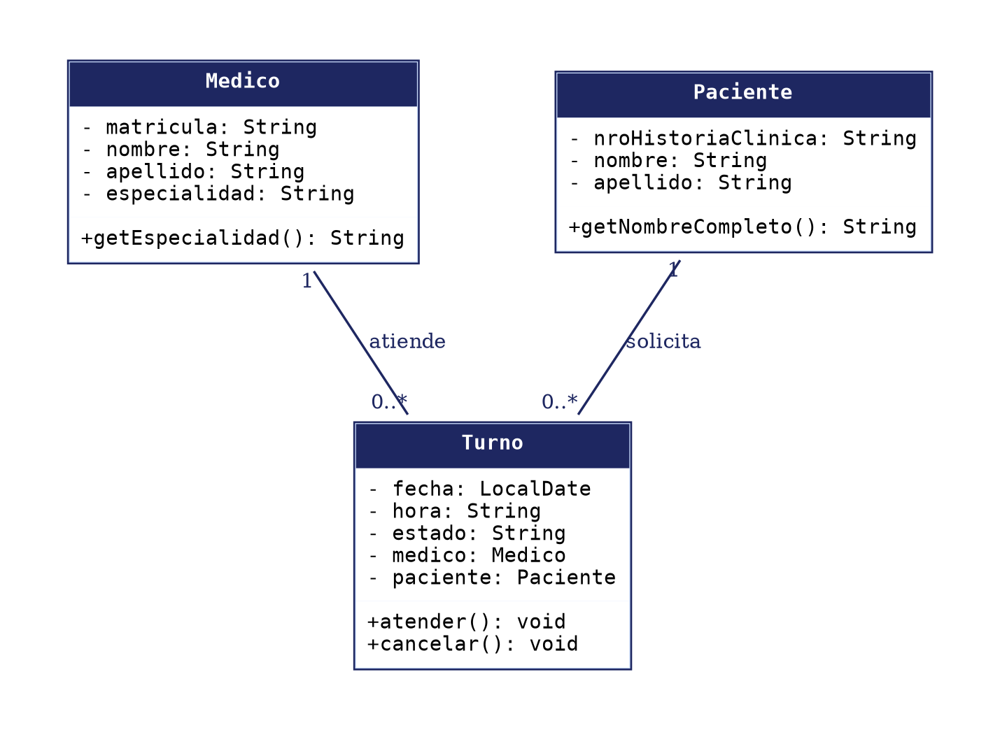 Medico
- matricula: String
- nombre: String
- apellido: String
- especialidad: String
+getEspecialidad(): String
Paciente
- nroHistoriaClinica: String
- nombre: String
- apellido: String
+getNombreCompleto(): String
1
1
atiende
solicita
0..*
0..*
Turno
- fecha: LocalDate
- hora: String
- estado: String
- medico: Medico
- paciente: Paciente
+atender(): void
+cancelar(): void